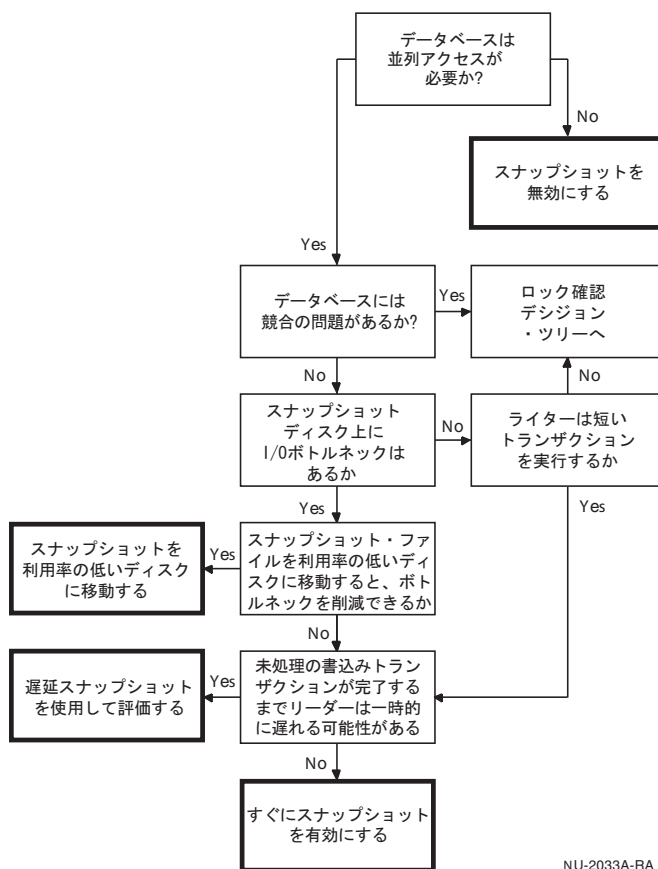 データベースは
並列アクセスが
必要か?
No
スナップショットを
無効にする
Yes
データベースには
競合の問題があるか?
Yes
ロック確認
デシジョン
・ツリーへ
No
No
スナップショット
ディスク上に
I/Oボトルネックは
あるか
No
ライターは短い
トランザクション
を実行するか
Yes
Yes
スナップショットを
利用率の低いディスク
に移動する
Yes
スナップショット・ファ
イルを利用率の低いディ
スクに移動すると、ボト
ルネックを削減できるか
No
遅延スナップショット
を使用して評価する
Yes
未処理の書込みトラン
ザクションが完了する
までリーダーは一時的
に遅れる可能性がある
No
すぐにスナップショット
を有効にする
NU-2033A-RA